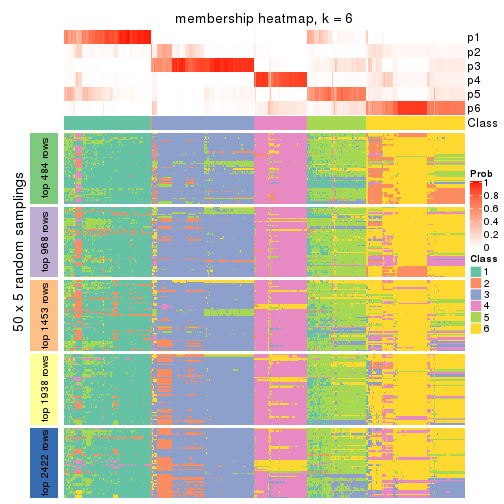 membership heatmap, k = 6
p1
p2
p3
p4
p5
p6
Class
50 x 5 random samplings
top 484 rows
top 968 rows
top 1453 rows
top 1938 rows
top 2422 rows
Prob
0.8
0.6
0.4
0.2
0
Class
1
2
3
4
5
6